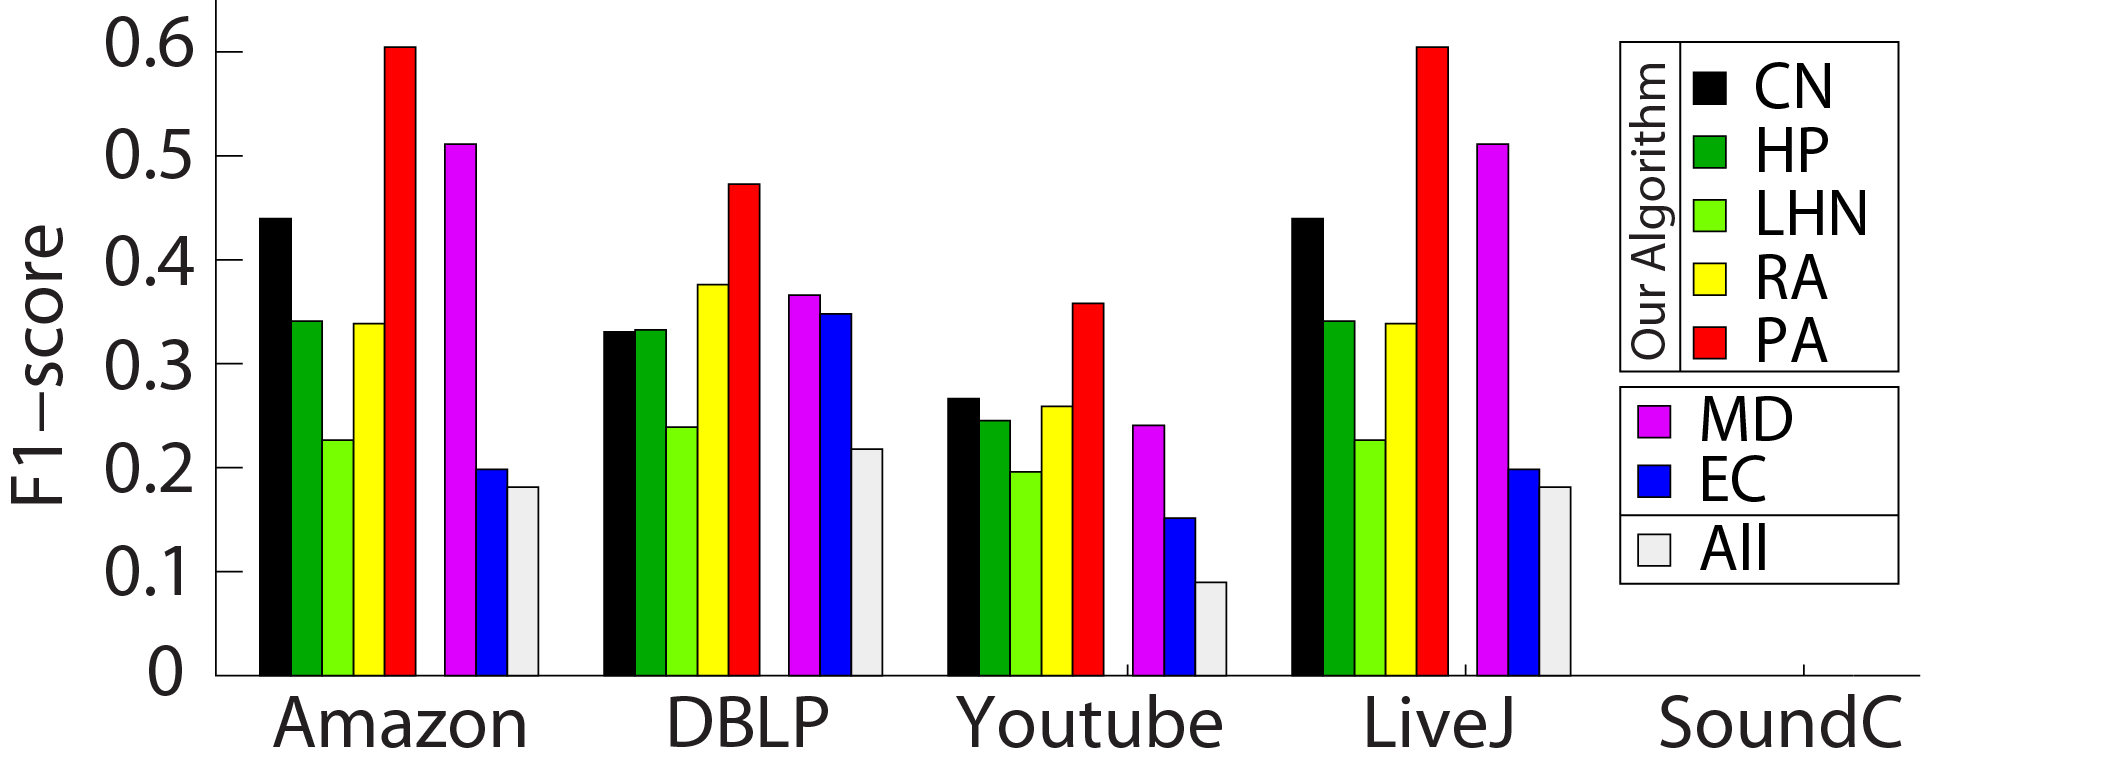 F1−score
0.6
0.5
0.4
0.3
0.2
0.1
0
Amazon DBLP Youtube LiveJ SoundC
Our Algorithm
CN
HP
LHN
RA
PA
MD
EC
All